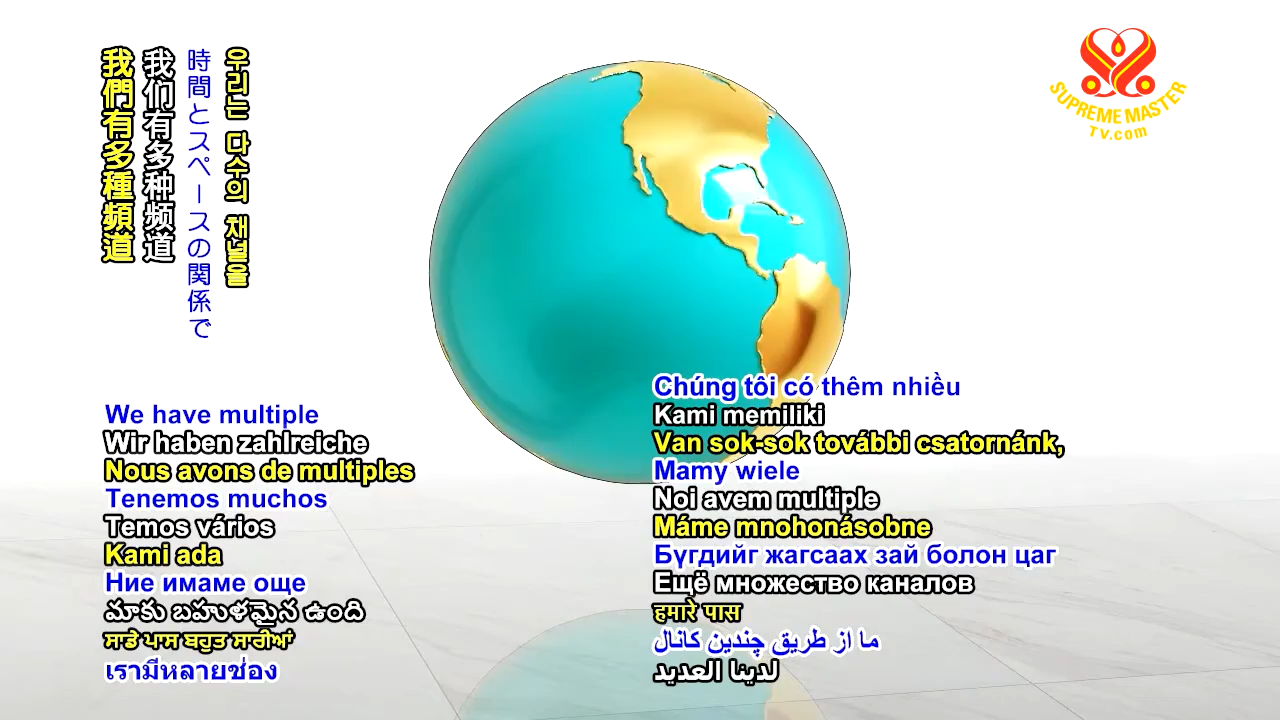 我們有多種頻道
我们有多种频道
時間とスペースの関係で
우리는 다수의 채널을
SUPREME MASTER
TV.com
We have multiple
Wir haben zahlreiche
Nous avons de multiples
Tenemos muchos
Temos vários
Kami ada
Ние имаме още
మాకు బహుళమైన ఉంది
ਸਾਡੇ ਪਾਸ ਬਹੁਤ ਸਾਰੀਆਂ
เรามีหลายช่อง
Chúng tôi có thêm nhiều
Kami memiliki
Van sok-sok további csatornánk,
Mamy wiele
Noi avem multiple
Máme mnohonásobne
Бүгдийг жагсаах зай болон цаг
Ещё множество каналов
हमारे पास
ما از طریق چندین کانال
لدينا العديد